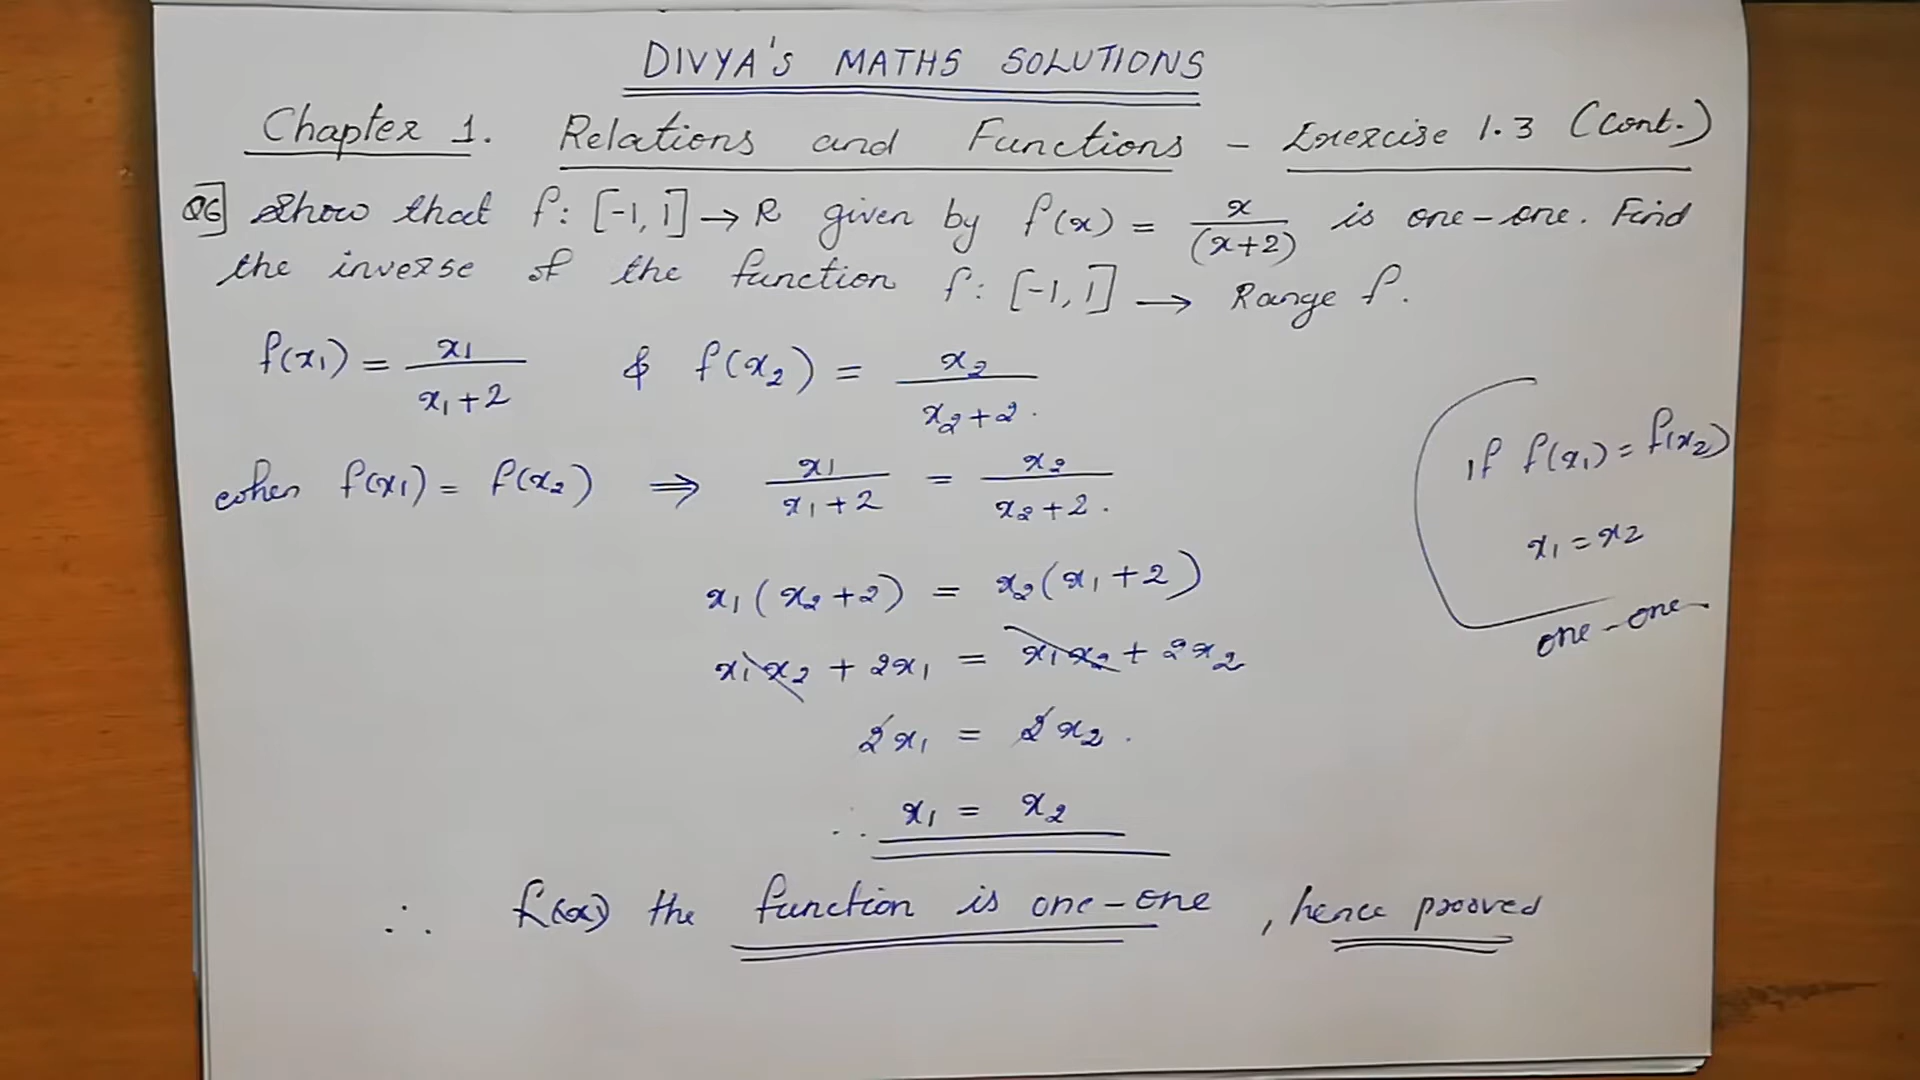 DIVYA'S MATHS SOLUTIONS
Chapter 1. Relations and Functions - Exercise 1.3 (Cont.)
Q6] Show that f: [-1, 1] → R given by f(x) = x/(x+2) is one-one. Find
the inverse of the function f: [-1, 1] → Range f.
f(x₁) = x₁/(x₁+2) & f(x₂) = x₂/(x₂+2).
when f(x₁) = f(x₂) ⇒ x₁/(x₁+2) = x₂/(x₂+2).
x₁(x₂+2) = x₂(x₁+2)
x₁x₂ + 2x₁ = x₁x₂ + 2x₂
2x₁ = 2x₂.
∴ x₁ = x₂
∴ f(x) the function is one-one, hence prooved
if f(x₁) = f(x₂)
x₁ = x₂
one-one